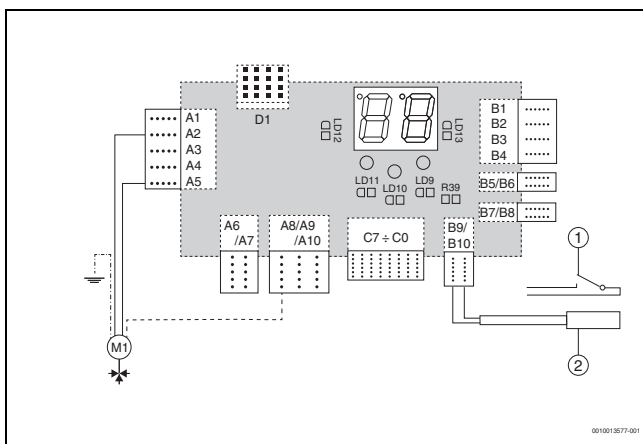 D1
LD12
LD13
A1
A2
A3
A4
A5
B1
B2
B3
B4
LD11
LD10
LD9
R39
B5/B6
B7/B8
A6
/A7
A8/A9
/A10
C7 ÷ C0
B9/
B10
1
2
M1
0010013577-001